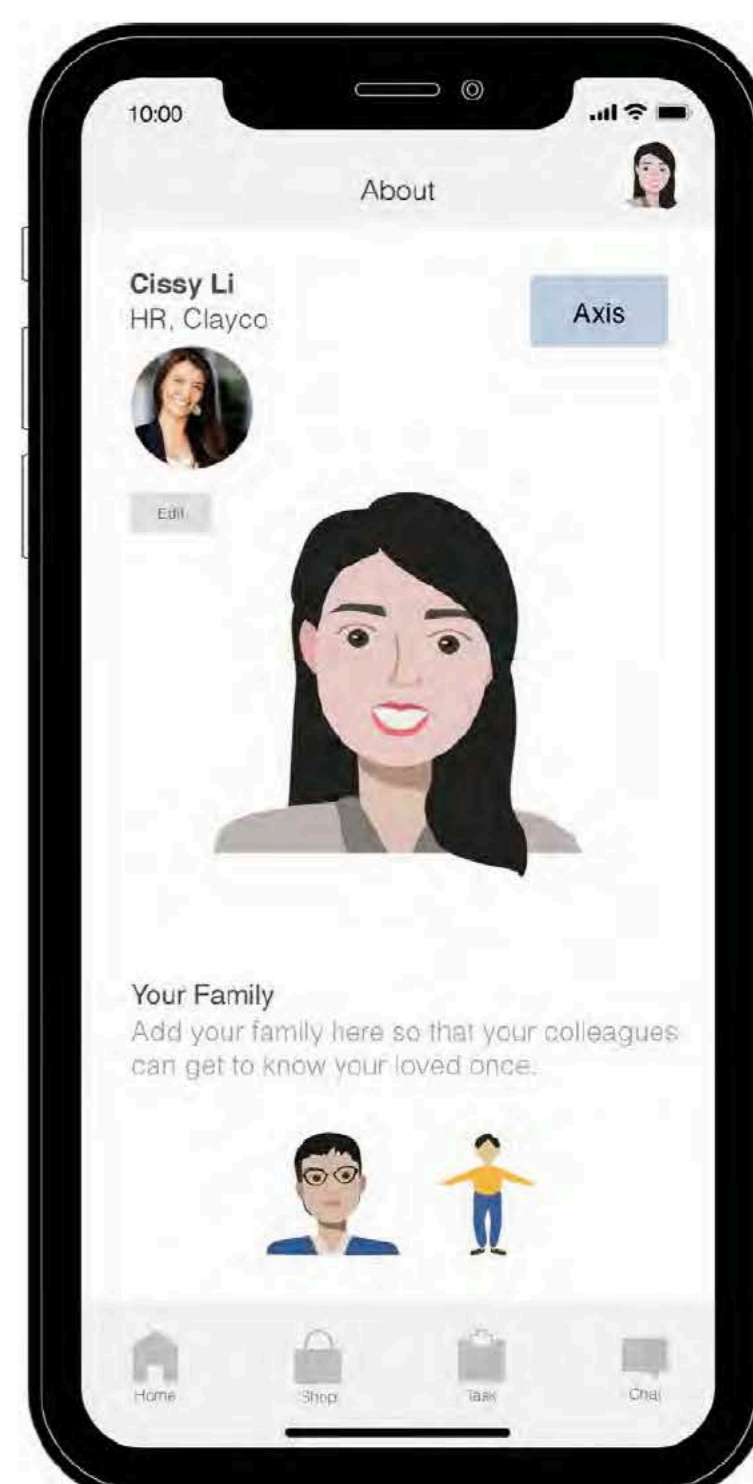 10:00
About
Cissy Li
HR, Clayco
Axis
Edit
Your Family
Add your family here so that your colleagues
can get to know your loved once.
Home
Shop
Task
Chat